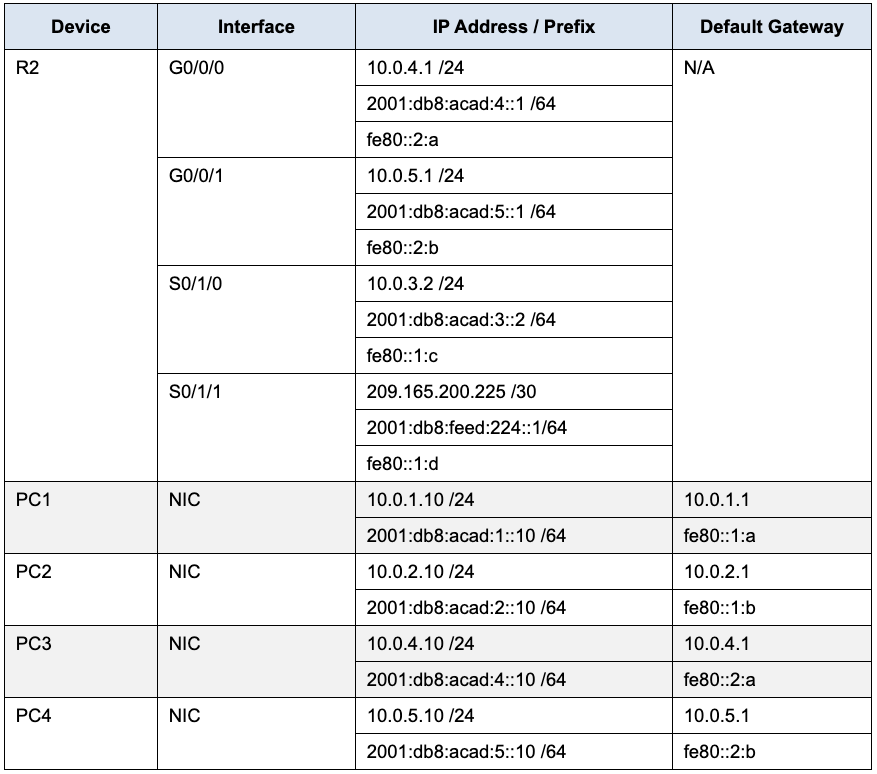 Device Interface IP Address / Prefix Default Gateway
R2 G0/0/0 10.0.4.1 /24 N/A
2001:db8:acad:4::1 /64
fe80::2:a
G0/0/1 10.0.5.1 /24
2001:db8:acad:5::1 /64
fe80::2:b
S0/1/0 10.0.3.2 /24
2001:db8:acad:3::2 /64
fe80::1:c
S0/1/1 209.165.200.225 /30
2001:db8:feed:224::1/64
fe80::1:d
PC1 NIC 10.0.1.10 /24 10.0.1.1
2001:db8:acad:1::10 /64 fe80::1:a
PC2 NIC 10.0.2.10 /24 10.0.2.1
2001:db8:acad:2::10 /64 fe80::1:b
PC3 NIC 10.0.4.10 /24 10.0.4.1
2001:db8:acad:4::10 /64 fe80::2:a
PC4 NIC 10.0.5.10 /24 10.0.5.1
2001:db8:acad:5::10 /64 fe80::2:b